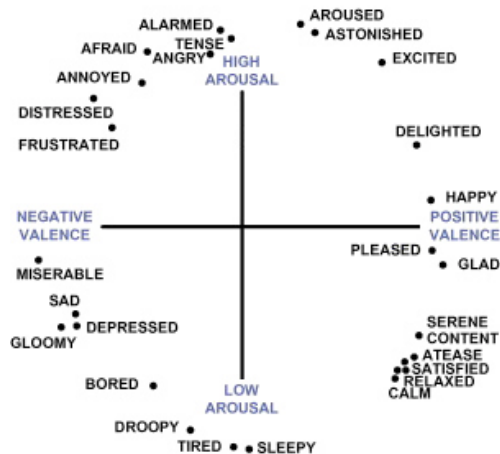 ALARMED
AROUSED
ASTONISHED
TENSE
AFRAID
ANGRY
HIGH
AROUSAL
EXCITED
ANNOYED
DISTRESSED
FRUSTRATED
DELIGHTED
HAPPY
NEGATIVE
VALENCE
POSITIVE
VALENCE
PLEASED
GLAD
MISERABLE
SAD
DEPRESSED
GLOOMY
SERENE
CONTENT
ATEASE
SATISFIED
RELAXED
CALM
BORED
LOW
AROUSAL
DROOPY
TIRED
SLEEPY